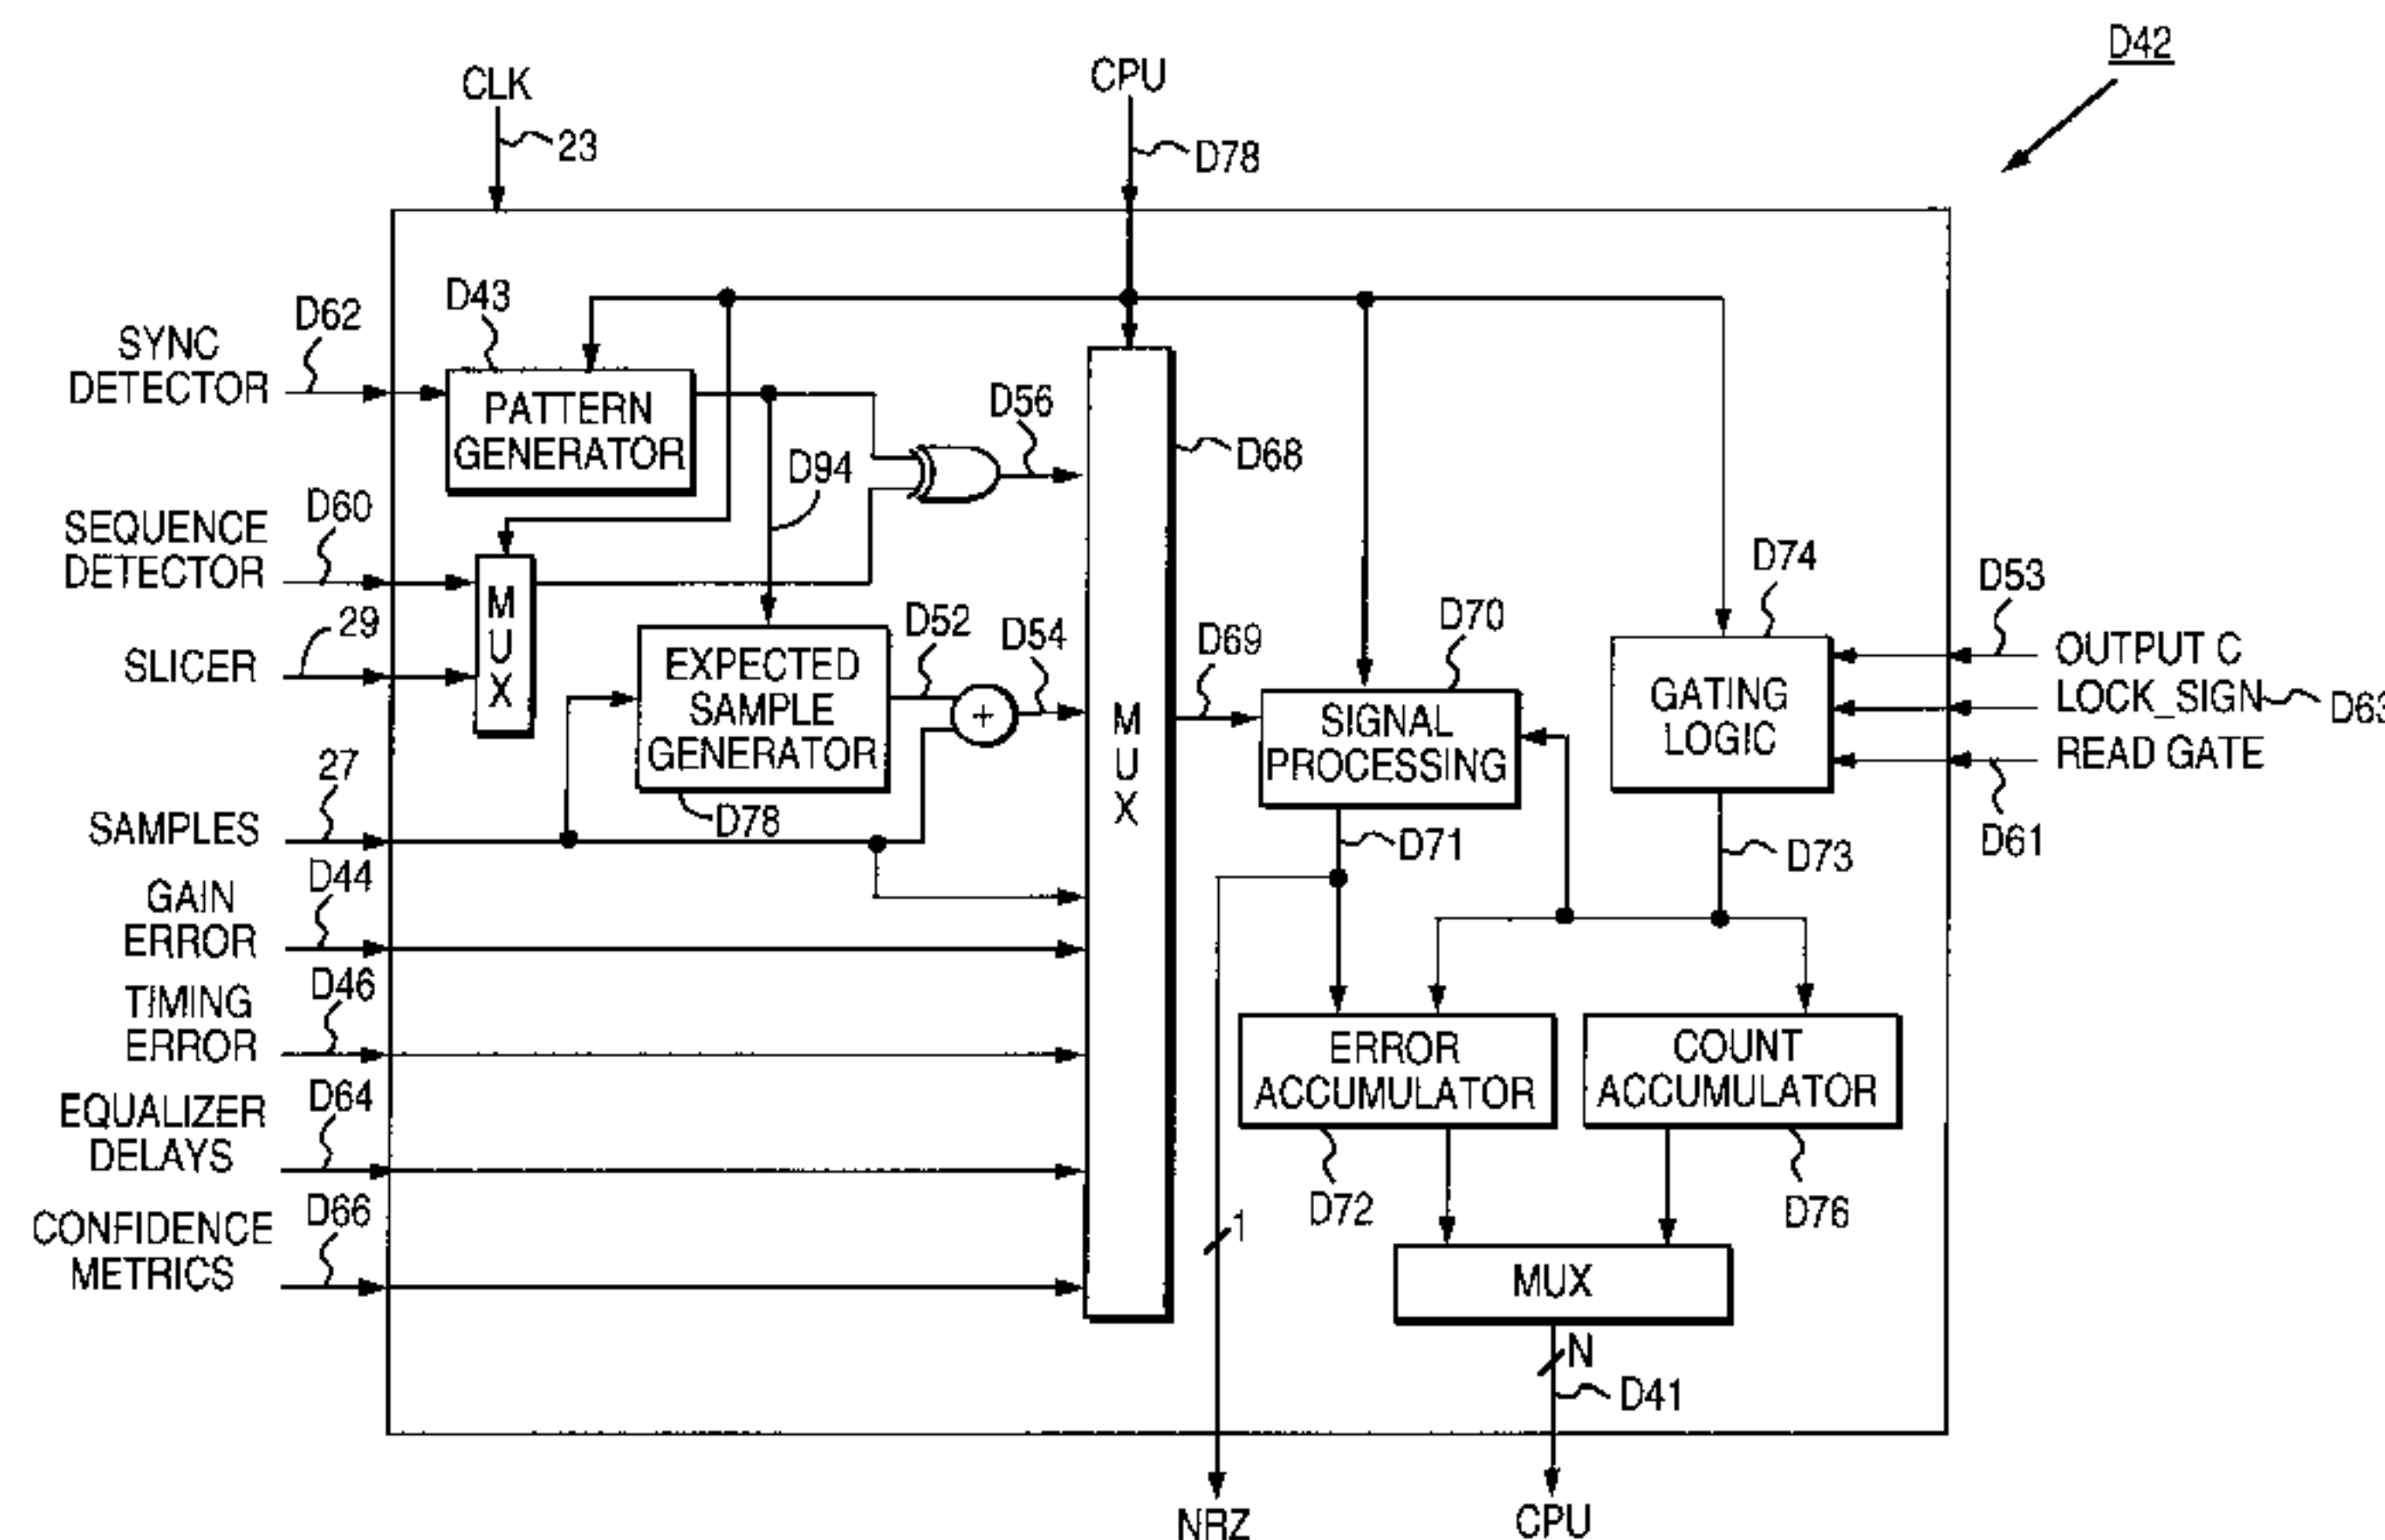 D42
CLK
23
CPU
D78
SYNC
DETECTOR
D62
D43
PATTERN
GENERATOR
D94
D56
D68
SEQUENCE
DETECTOR
D60
SLICER
29
M
U
X
EXPECTED
SAMPLE
GENERATOR
D78
D52
+
D54
M
U
X
D69
D70
SIGNAL
PROCESSING
D71
D74
GATING
LOGIC
D73
D53
OUTPUT C
LOCK_SIGN
D63
READ GATE
D61
SAMPLES
27
GAIN
ERROR
D44
TIMING
ERROR
D46
EQUALIZER
DELAYS
D64
CONFIDENCE
METRICS
D66
ERROR
ACCUMULATOR
D72
COUNT
ACCUMULATOR
D76
1
MUX
N
D41
NRZ
CPU